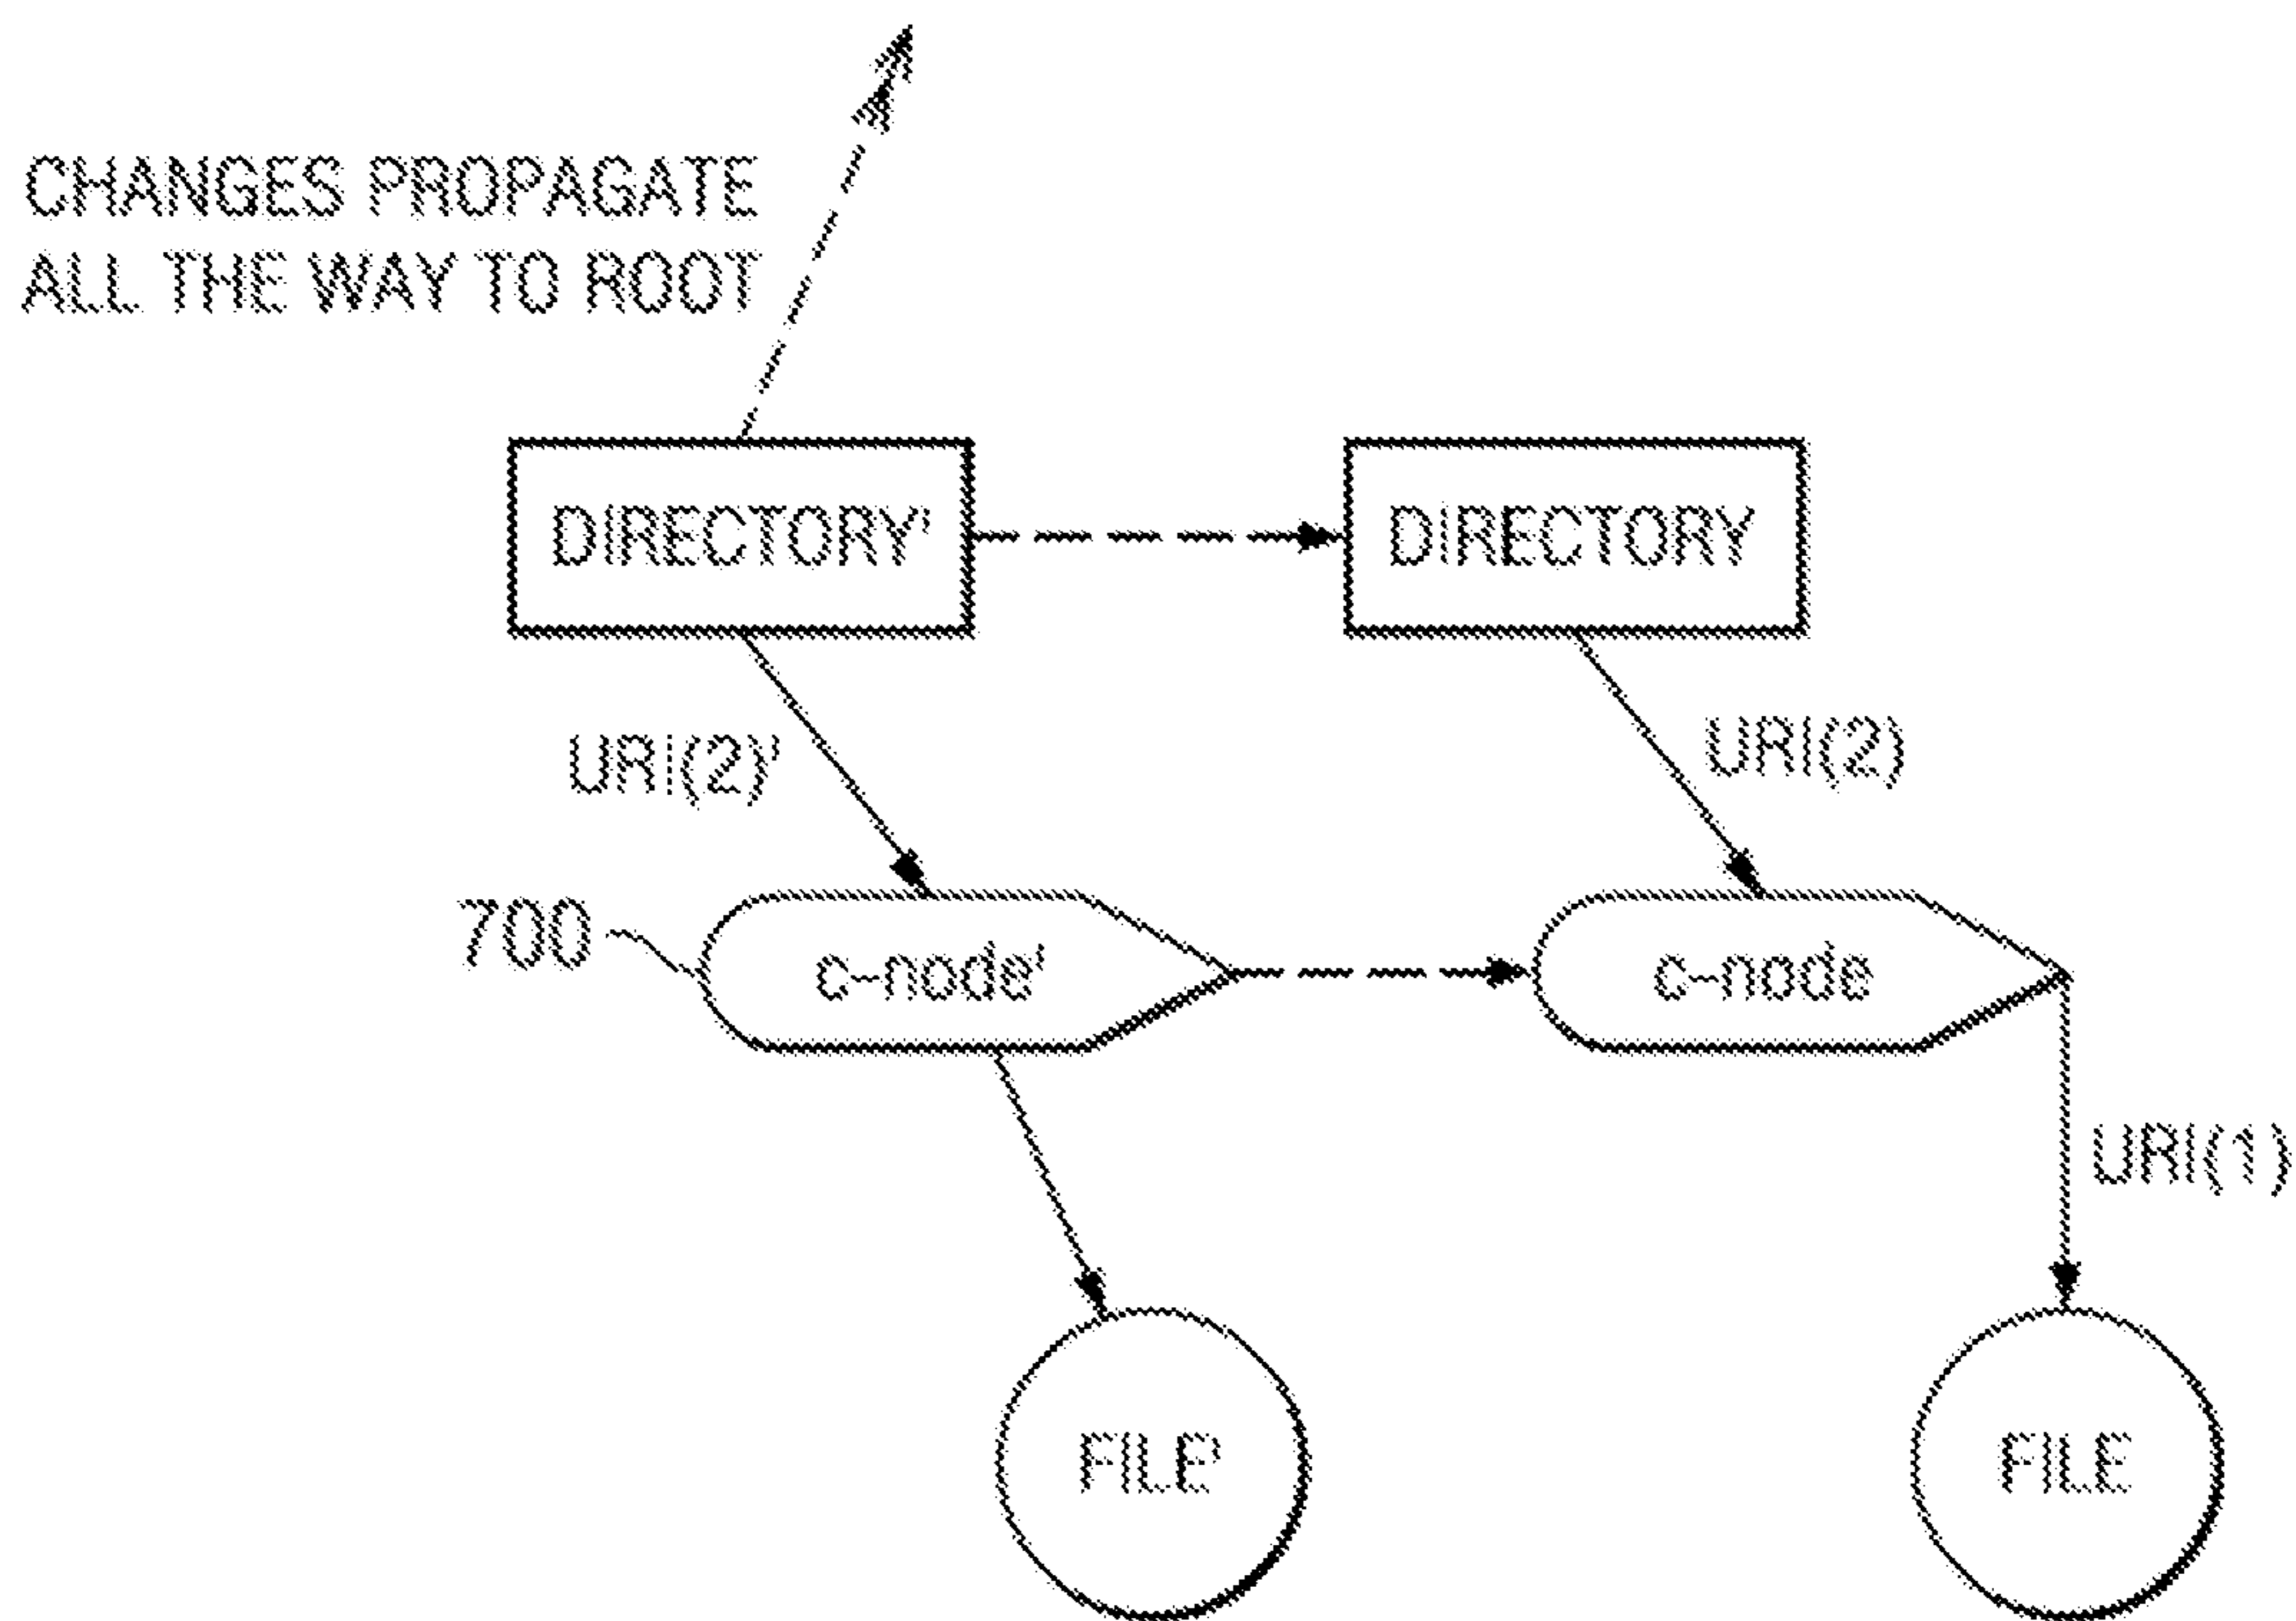 CHANGES PROPAGATE
ALL THE WAY TO ROOT
DIRECTORY'
DIRECTORY
URI(2)'
URI(2)
700
c-node'
c-node
URI(1)
FILE'
FILE